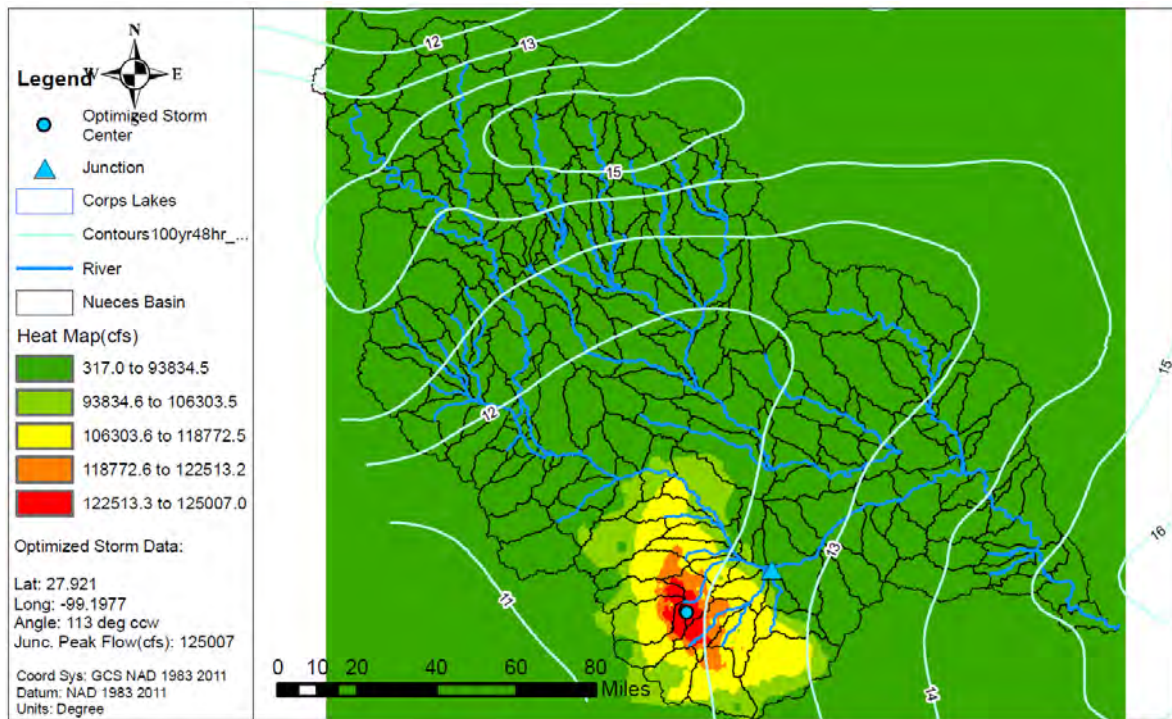 N
Legend
W
E
S
Optimized Storm
Center
Junction
Corps Lakes
Contours100yr48hr_...
River
Nueces Basin
Heat Map(cfs)
317.0 to 93834.5
93834.6 to 106303.5
106303.6 to 118772.5
118772.6 to 122513.2
122513.3 to 125007.0
Optimized Storm Data:
Lat: 27.921
Long: -99.1977
Angle: 113 deg ccw
Junc. Peak Flow(cfs): 125007
Coord Sys: GCS NAD 1983 2011
Datum: NAD 1983 2011
Units: Degree
12
13
15
12
15
16
13
11
14
0 10 20 40 60 80
Miles